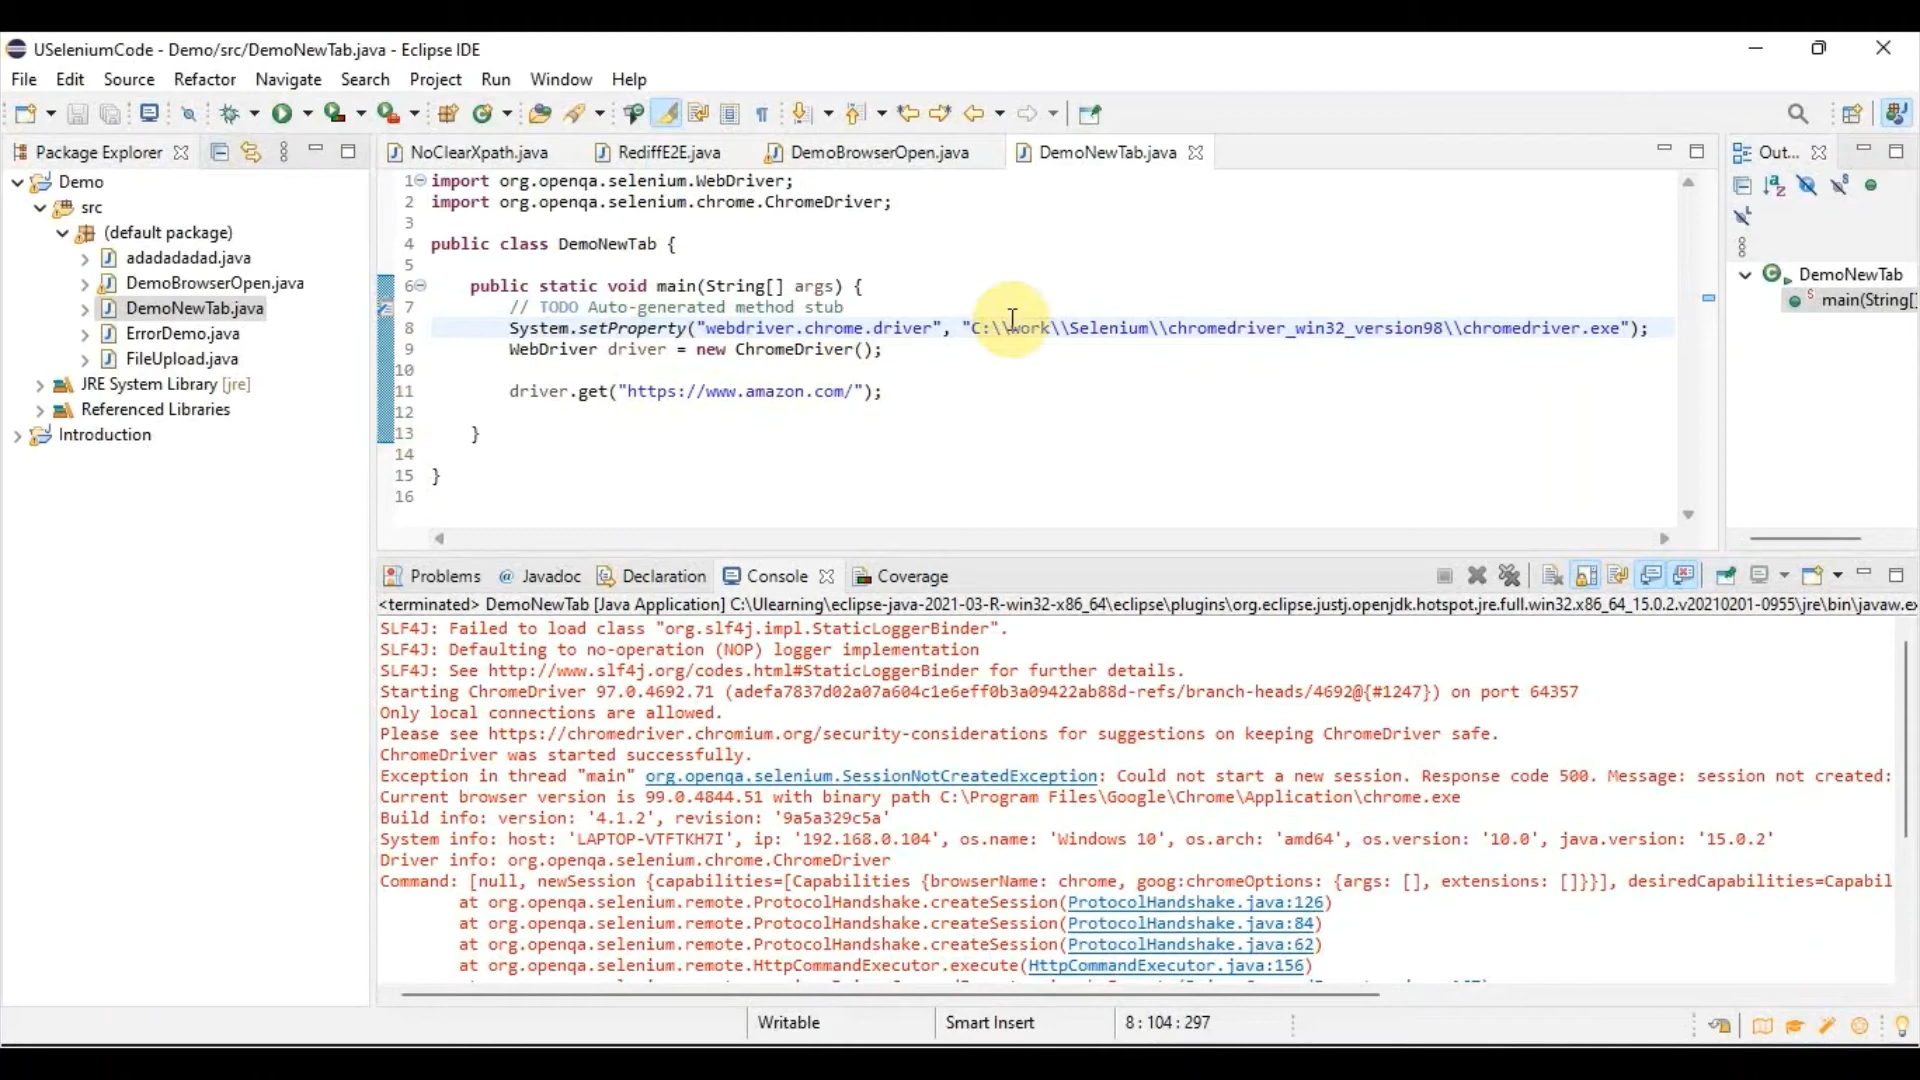 USeleniumCode - Demo/src/DemoNewTab.java - Eclipse IDE
File Edit Source Refactor Navigate Search Project Run Window Help
Package Explorer
Demo
src
(default package)
adadadadad.java
DemoBrowserOpen.java
DemoNewTab.java
ErrorDemo.java
FileUpload.java
JRE System Library [jre]
Referenced Libraries
Introduction
NoClearXpath.java RediffE2E.java DemoBrowserOpen.java DemoNewTab.java
1 import org.openqa.selenium.WebDriver;
2 import org.openqa.selenium.chrome.ChromeDriver;
3
4 public class DemoNewTab {
5
6 public static void main(String[] args) {
7 // TODO Auto-generated method stub
8 System.setProperty("webdriver.chrome.driver", "C:\\work\\Selenium\\chromedriver_win32_version98\\chromedriver.exe");
9 WebDriver driver = new ChromeDriver();
10
11 driver.get("https://www.amazon.com/");
12
13 }
14
15 }
16
Out...
DemoNewTab
main(String[]
Problems Javadoc Declaration Console Coverage
<terminated> DemoNewTab [Java Application] C:\Ulearning\eclipse-java-2021-03-R-win32-x86_64\eclipse\plugins\org.eclipse.justj.openjdk.hotspot.jre.full.win32.x86_64_15.0.2.v20210201-0955\jre\bin\javaw.ex
SLF4J: Failed to load class "org.slf4j.impl.StaticLoggerBinder".
SLF4J: Defaulting to no-operation (NOP) logger implementation
SLF4J: See http://www.slf4j.org/codes.html#StaticLoggerBinder for further details.
Starting ChromeDriver 97.0.4692.71 (adefa7837d02a07a604c1e6eff0b3a09422ab88d-refs/branch-heads/4692@{#1247}) on port 64357
Only local connections are allowed.
Please see https://chromedriver.chromium.org/security-considerations for suggestions on keeping ChromeDriver safe.
ChromeDriver was started successfully.
Exception in thread "main" org.openqa.selenium.SessionNotCreatedException: Could not start a new session. Response code 500. Message: session not created:
Current browser version is 99.0.4844.51 with binary path C:\Program Files\Google\Chrome\Application\chrome.exe
Build info: version: '4.1.2', revision: '9a5a329c5a'
System info: host: 'LAPTOP-VTFTKH7I', ip: '192.168.0.104', os.name: 'Windows 10', os.arch: 'amd64', os.version: '10.0', java.version: '15.0.2'
Driver info: org.openqa.selenium.chrome.ChromeDriver
Command: [null, newSession {capabilities=[Capabilities {browserName: chrome, goog:chromeOptions: {args: [], extensions: []}}], desiredCapabilities=Capabil
at org.openqa.selenium.remote.ProtocolHandshake.createSession(ProtocolHandshake.java:126)
at org.openqa.selenium.remote.ProtocolHandshake.createSession(ProtocolHandshake.java:84)
at org.openqa.selenium.remote.ProtocolHandshake.createSession(ProtocolHandshake.java:62)
at org.openqa.selenium.remote.HttpCommandExecutor.execute(HttpCommandExecutor.java:156)
Writable Smart Insert 8 : 104 : 297